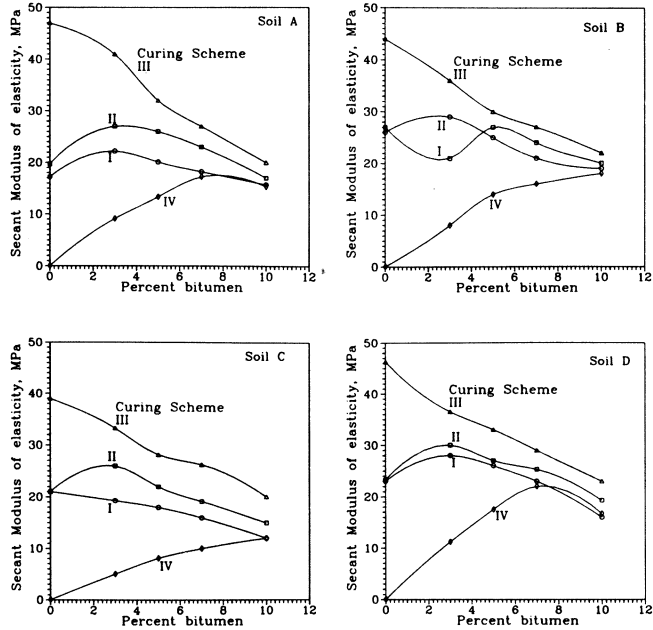 Soil A
Secant Modulus of elasticity, MPa
50
40
30
20
10
0
Curing Scheme
III
II
I
IV
0 2 4 6 8 10 12
Percent bitumen
Soil B
Secant Modulus of elasticity, MPa
50
40
30
20
10
0
Curing Scheme
III
II
I
IV
0 2 4 6 8 10 12
Percent bitumen
Soil C
Secant Modulus of elasticity, MPa
50
40
30
20
10
0
Curing Scheme
III
II
I
IV
0 2 4 6 8 10 12
Percent bitumen
Soil D
Secant Modulus of elasticity, MPa
50
40
30
20
10
0
Curing Scheme
III
II
I
IV
0 2 4 6 8 10 12
Percent bitumen